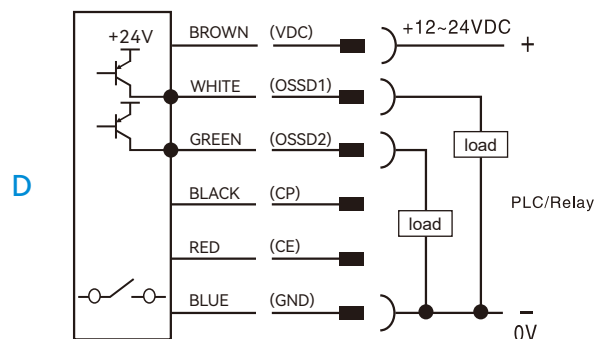 +24V
BROWN (VDC) +12~24VDC +
WHITE (OSSD1)
load
GREEN (OSSD2)
D
BLACK (CP)
PLC/Relay
load
RED (CE)
BLUE (GND) −
0V